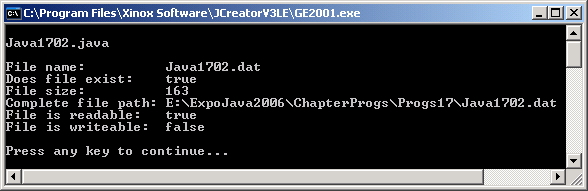 C:\Program Files\Xinox Software\JCreatorV3LE\GE2001.exe
Java1702.java
File name: Java1702.dat
Does file exist: true
File size: 163
Complete file path: E:\ExpoJava2006\ChapterProgs\Progs17\Java1702.dat
File is readable: true
File is writeable: false
Press any key to continue...